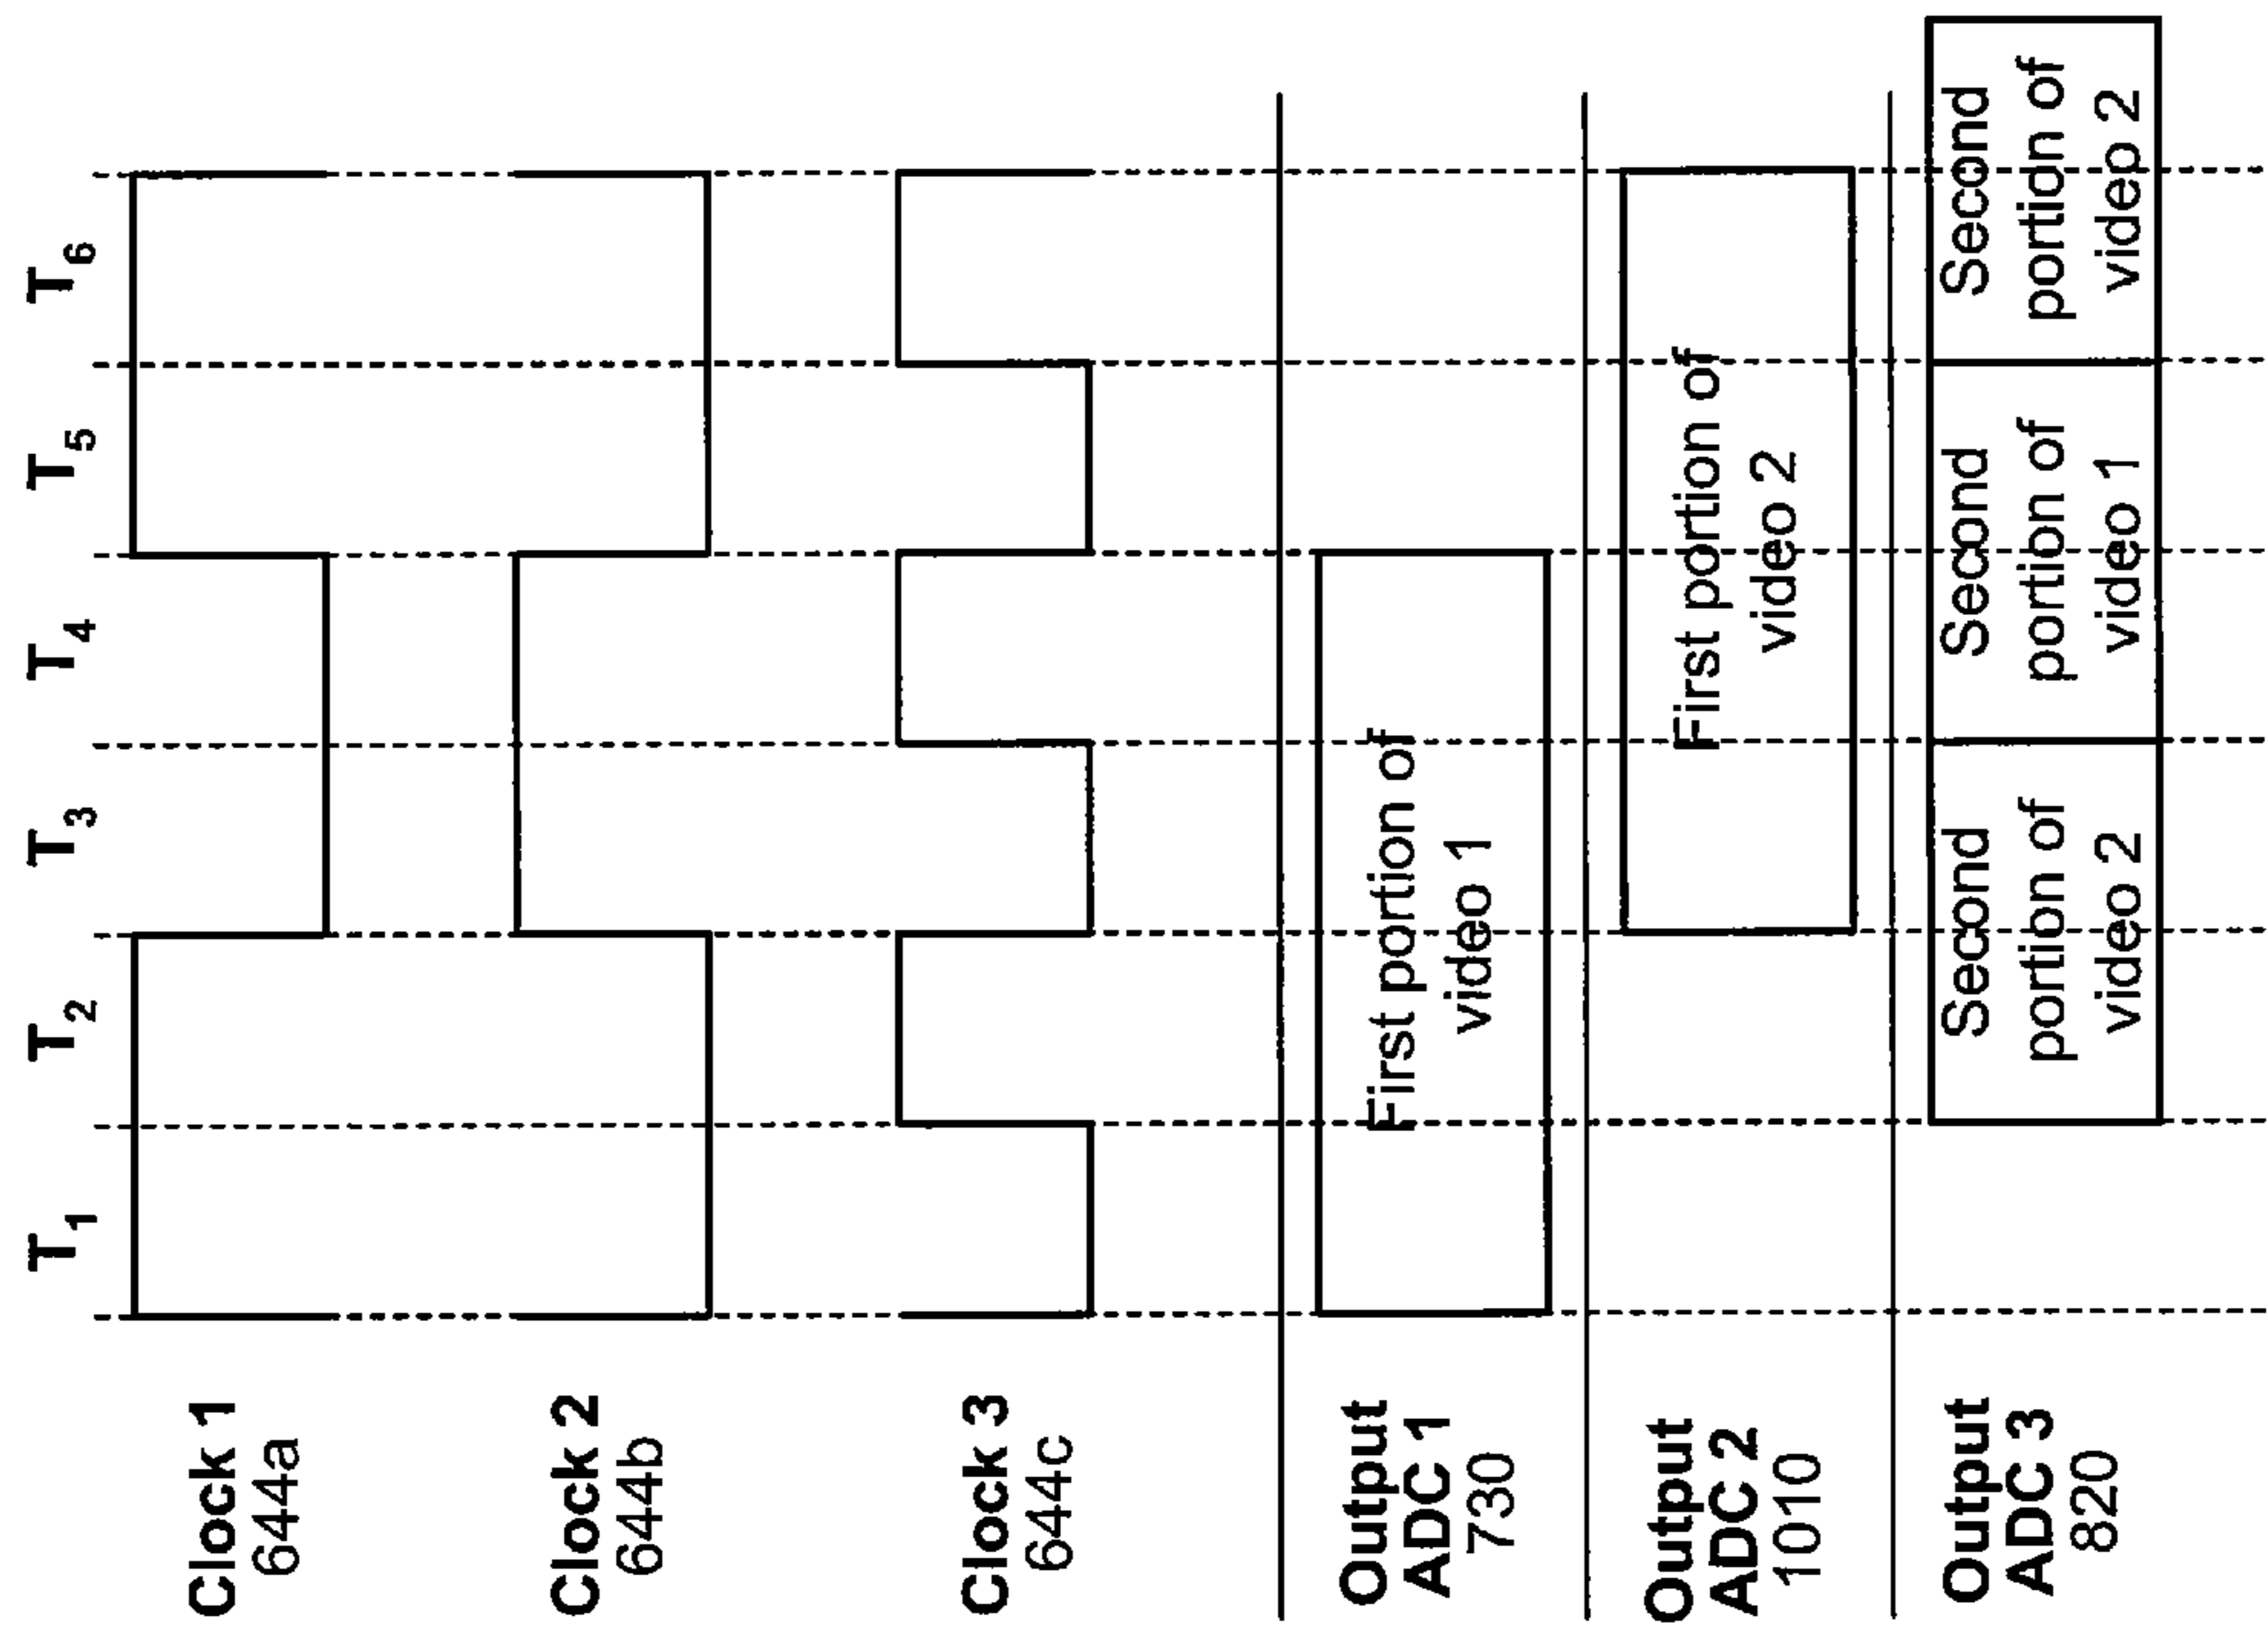 T1 T2 T3 T4 T5 T6
Clock 1
644a
Clock 2
644b
Clock 3
644c
Output
ADC 1
730
First portion of
video 1
Output
ADC 2
1010
First portion of
video 2
Output
ADC 3
820
Second
portion of
video 2
Second
portion of
video 1
Second
portion of
video 2